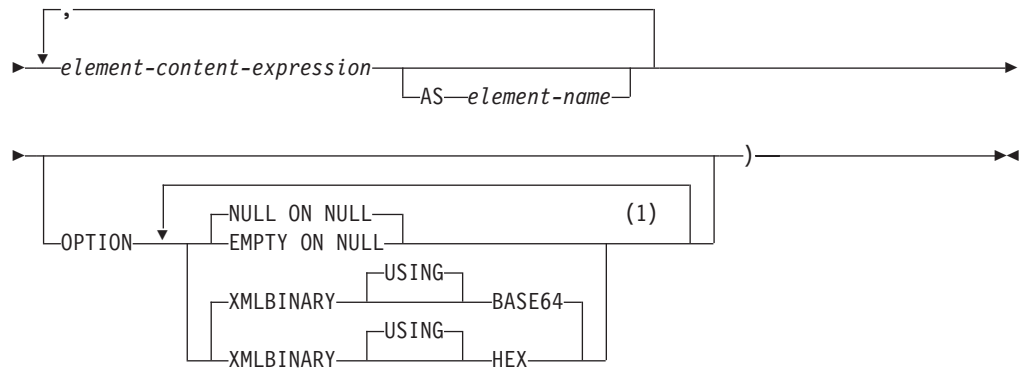 ,
element-content-expression
AS element-name
)
NULL ON NULL (1)
OPTION EMPTY ON NULL
USING
XMLBINARY BASE64
USING
XMLBINARY HEX